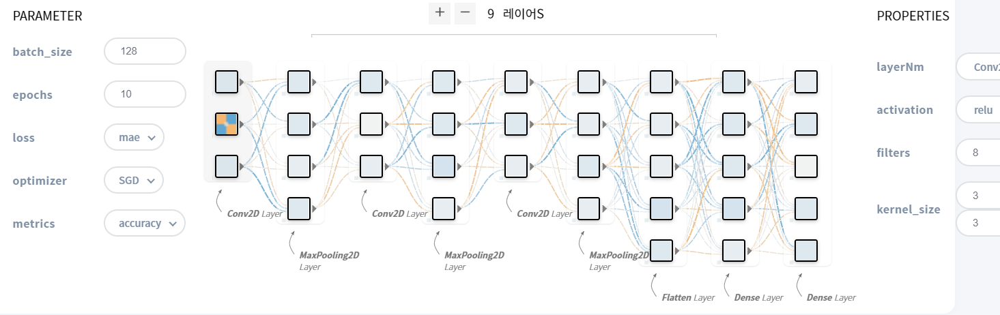 PARAMETER
+ − 9 레이어S
PROPERTIES
batch_size 128
epochs 10
loss mae
optimizer SGD
metrics accuracy
Conv2D Layer
Conv2D Layer
Conv2D Layer
MaxPooling2D
Layer
MaxPooling2D
Layer
MaxPooling2D
Layer
Flatten Layer
Dense Layer
Dense Layer
layerNm Conv2
activation relu
filters 8
kernel_size 3
3